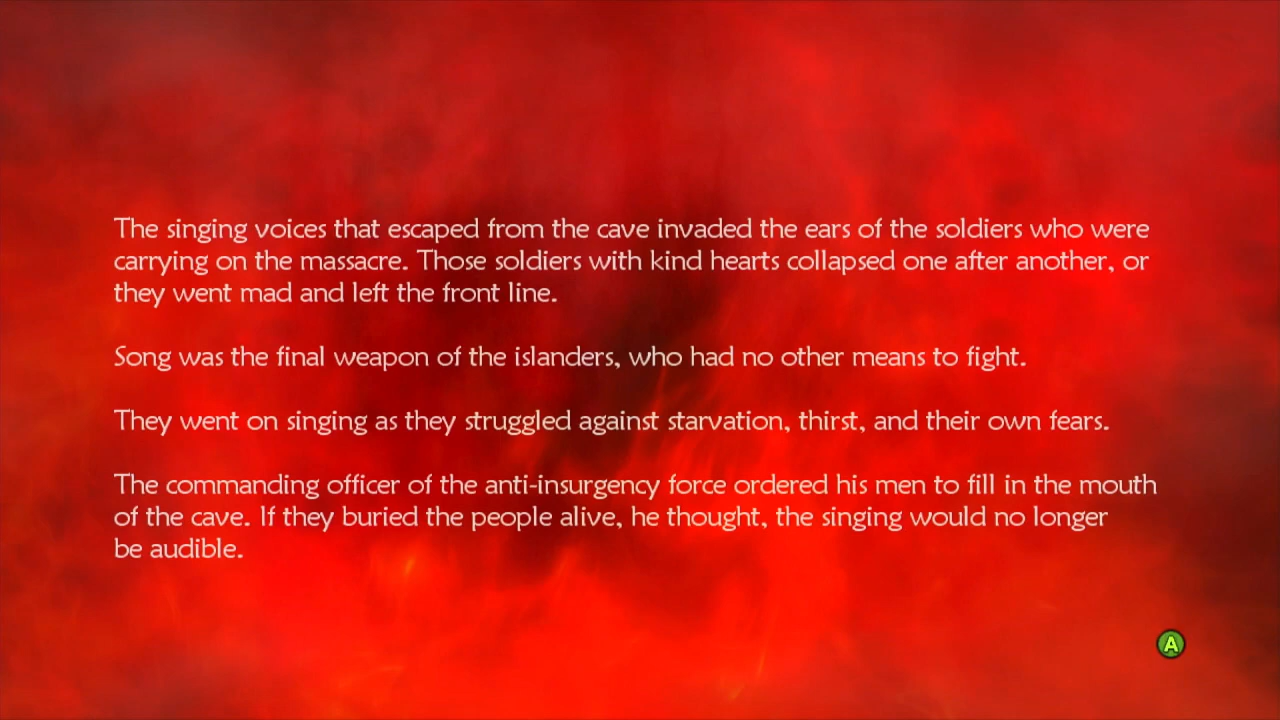 The singing voices that escaped from the cave invaded the ears of the soldiers who were
carrying on the massacre. Those soldiers with kind hearts collapsed one after another, or
they went mad and left the front line.
Song was the final weapon of the islanders, who had no other means to fight.
They went on singing as they struggled against starvation, thirst, and their own fears.
The commanding officer of the anti-insurgency force ordered his men to fill in the mouth
of the cave. If they buried the people alive, he thought, the singing would no longer
be audible.
A